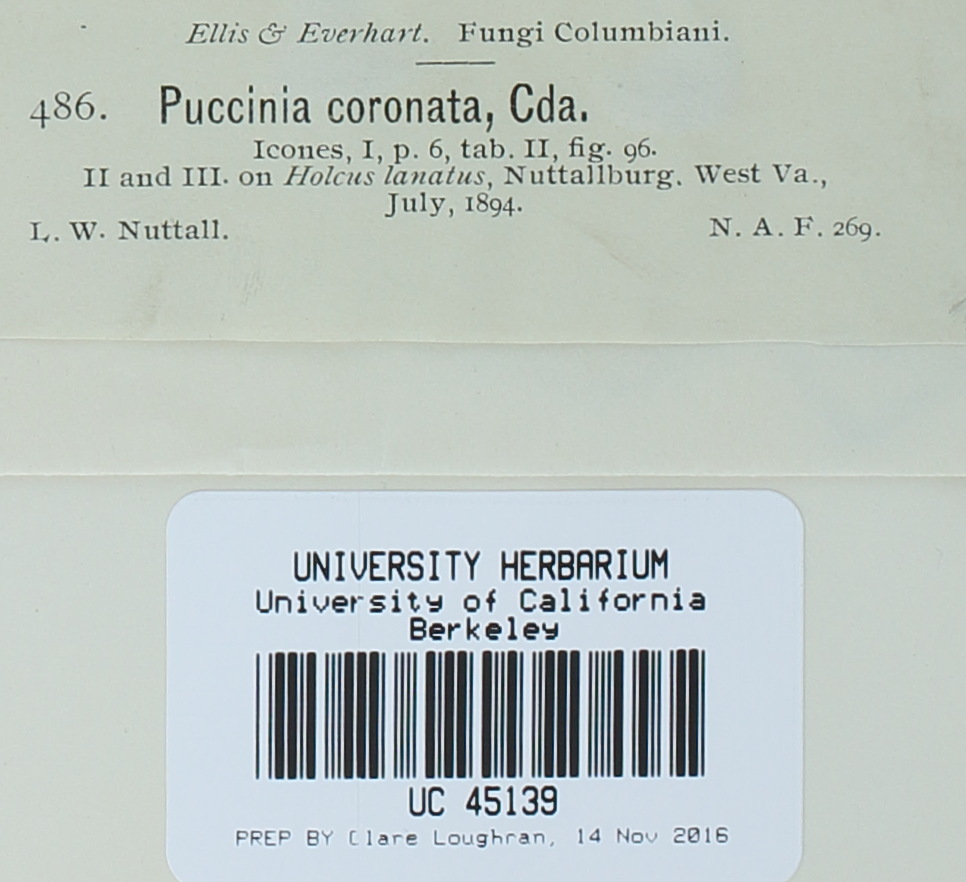 Ellis & Everhart. Fungi Columbiani.
486. Puccinia coronata, Cda.
Icones, I, p. 6, tab. II, fig. 96.
II and III. on Holcus lanatus, Nuttallburg. West Va.,
July, 1894.
L. W. Nuttall. N. A. F. 269.
UNIVERSITY HERBARIUM
University of California
Berkeley
UC 45139
PREP BY Clare Loughran, 14 Nov 2016